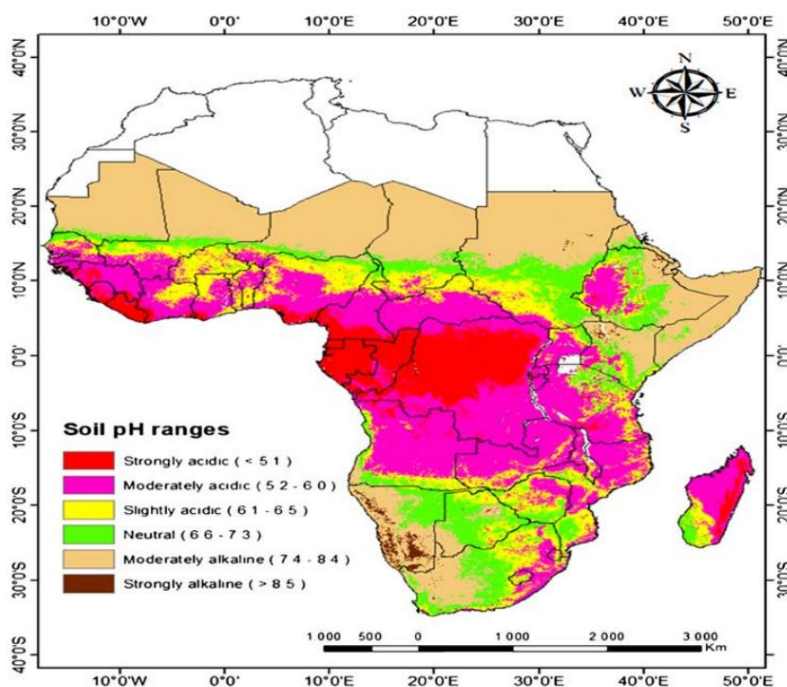 10°W 0°E 10°0'E 20°0'E 30°0'E 40°0'E 50°0'E
40°0'N
30°0'N
20°0'N
10°0'N
0°0'
10°0'S
20°0'S
30°0'S
40°0'S
40°0'N
30°0'N
20°0'N
10°0'N
0°0'
10°0'S
20°0'S
30°0'S
40°0'S
N
W E
S
Soil pH ranges
Strongly acidic ( < 5 1 )
Moderately acidic ( 5 2 - 6 0 )
Slightly acidic ( 6 1 - 6 5 )
Neutral ( 6 6 - 7 3 )
Moderately alkaline ( 7 4 - 8 4 )
Strongly alkaline ( > 8 5 )
1 000 500 0 1 000 2 000 3 000
Km
10°0'W 0°0'E 10°0'E 20°0'E 30°0'E 40°0'E 50°0'E